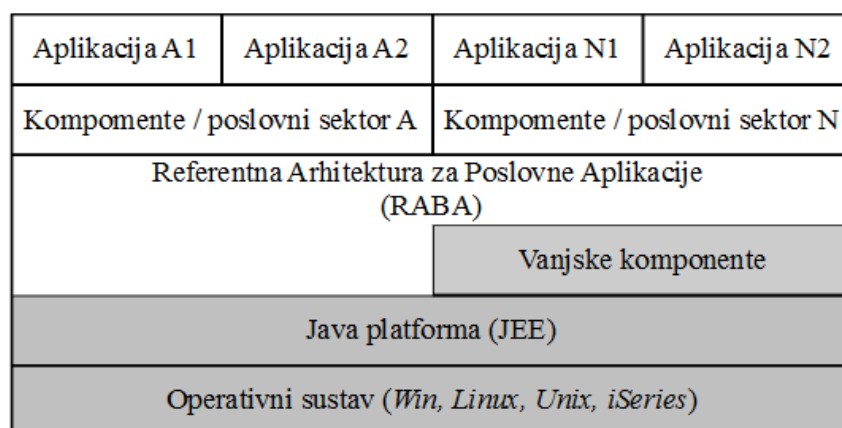 Aplikacija A1 Aplikacija A2 Aplikacija N1 Aplikacija N2
Kompomente / poslovni sektor A Kompomente / poslovni sektor N
Referentna Arhitektura za Poslovne Aplikacije
(RABA)
Vanjske komponente
Java platforma (JEE)
Operativni sustav (Win, Linux, Unix, iSeries)